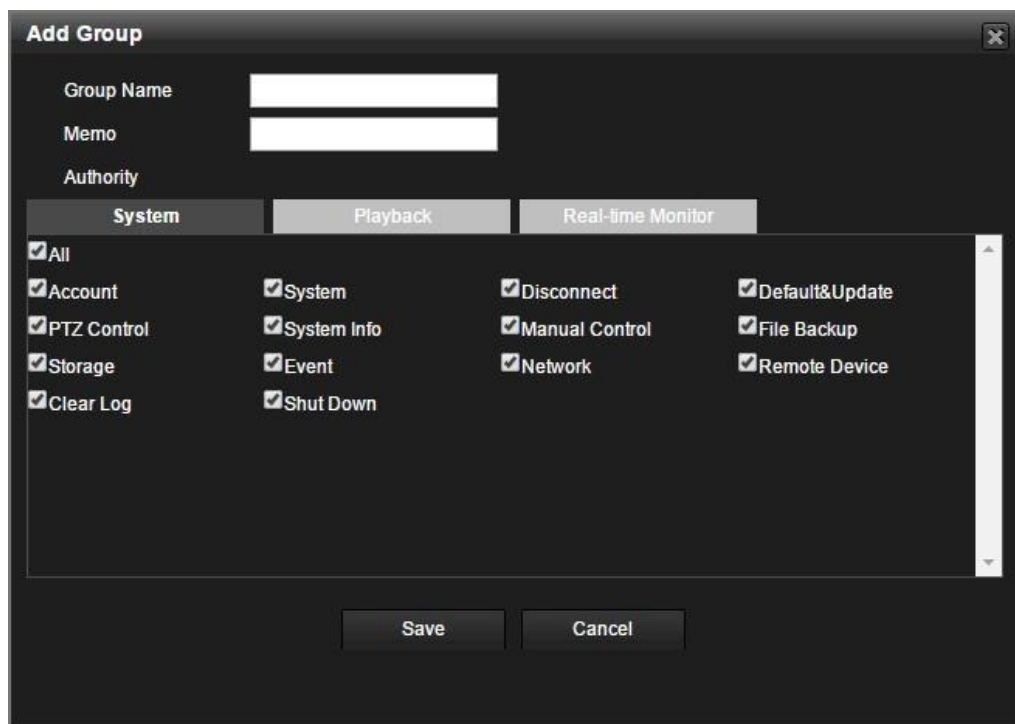 Add Group
Group Name
Memo
Authority
System Playback Real-time Monitor
All
Account System Disconnect Default&Update
PTZ Control System Info Manual Control File Backup
Storage Event Network Remote Device
Clear Log Shut Down
Save Cancel